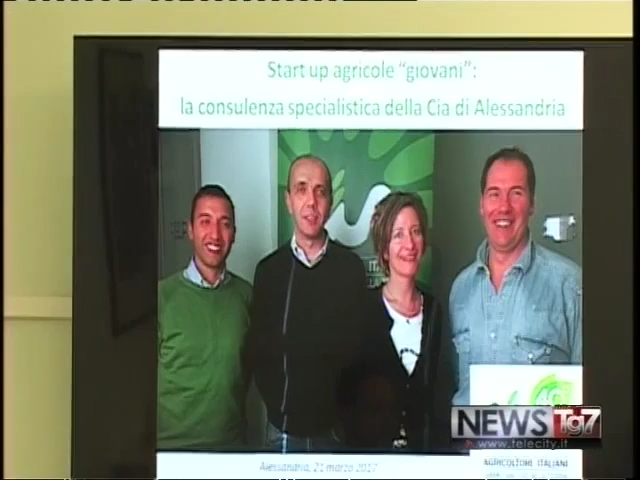 Start up agricole "giovani":
la consulenza specialistica della Cia di Alessandria
NEWS Tg7
www.telecity.it
Alessandria, 21 marzo 2017
AGRICOLTORI ITALIANI